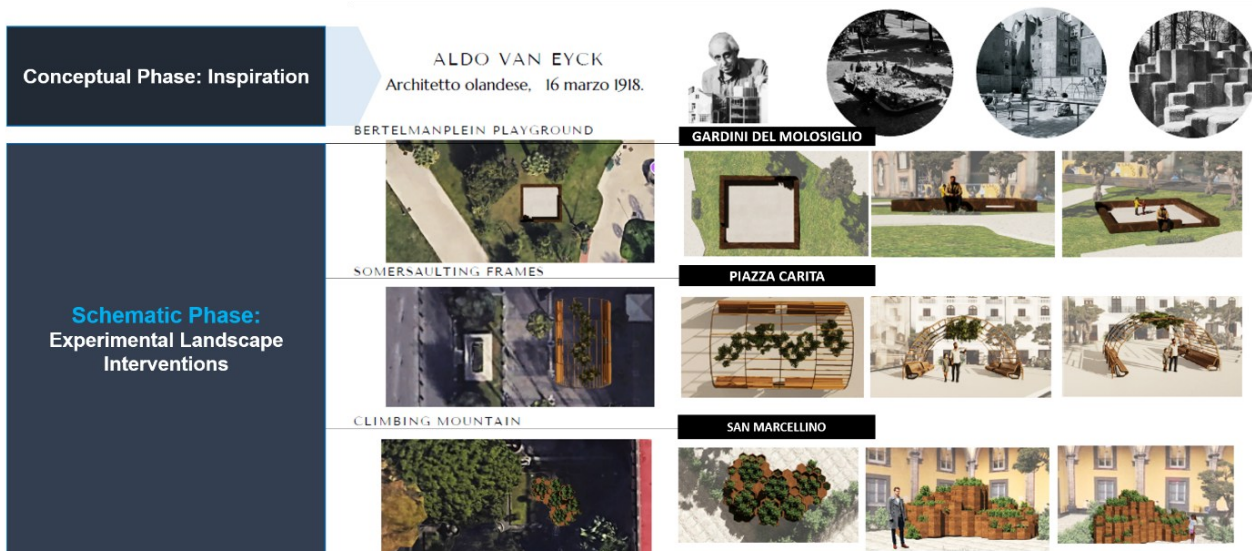 Conceptual Phase: Inspiration
ALDO VAN EYCK
Architetto olandese, 16 marzo 1918.
BERTELMANPLEIN PLAYGROUND
GARDINI DEL MOLOSIGLIO
Schematic Phase:
Experimental Landscape
Interventions
SOMERSAULTING FRAMES
PIAZZA CARITA
CLIMBING MOUNTAIN
SAN MARCELLINO